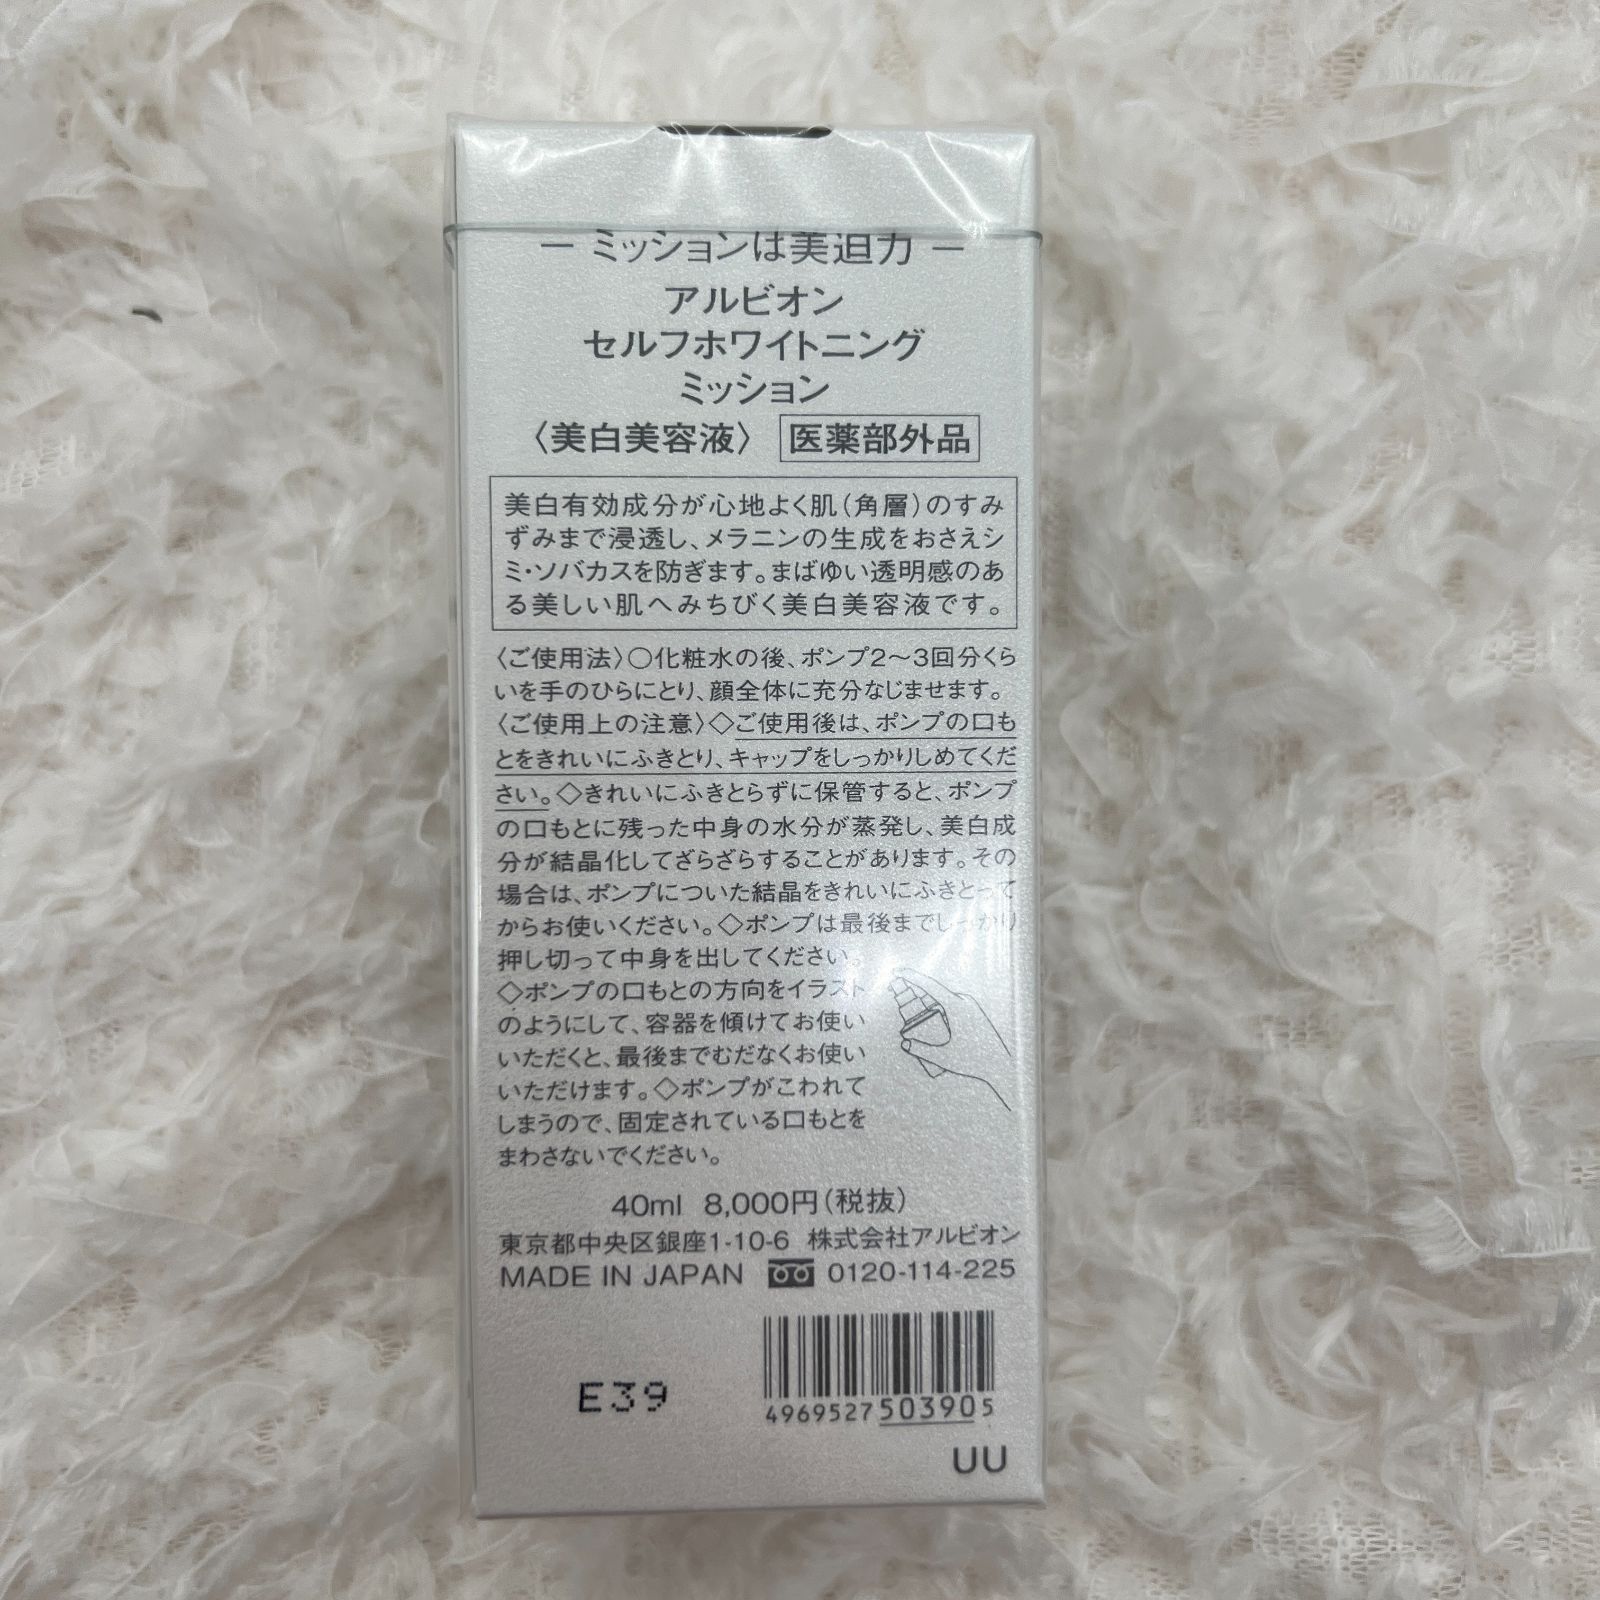 ― ミッションは美迫力 ―
アルビオン
セルフホワイトニング
ミッション
〈美白美容液〉 医薬部外品
美白有効成分が心地よく肌(角層)のすみ
ずみまで浸透し、メラニンの生成をおさえシ
ミ・ソバカスを防ぎます。まばゆい透明感のあ
る美しい肌へみちびく美白美容液です。
〈ご使用法〉○化粧水の後、ポンプ2〜3回分くら
いを手のひらにとり、顔全体に充分なじませます。
〈ご使用上の注意〉◇ご使用後は、ポンプの口も
とをきれいにふきとり、キャップをしっかりしめてくだ
さい。◇きれいにふきとらずに保管すると、ポンプ
の口もとに残った中身の水分が蒸発し、美白成
分が結晶化してざらざらすることがあります。その
場合は、ポンプについた結晶をきれいにふきとって
からお使いください。◇ポンプは最後までしっかり
押し切って中身を出してください。
◇ポンプの口もとの方向をイラスト
のようにして、容器を傾けてお使い
いただくと、最後までむだなくお使い
いただけます。◇ポンプがこわれて
しまうので、固定されている口もとを
まわさないでください。
40ml 8,000円(税抜)
東京都中央区銀座1-10-6 株式会社アルビオン
MADE IN JAPAN 0120-114-225
E39
4969527503905
UU